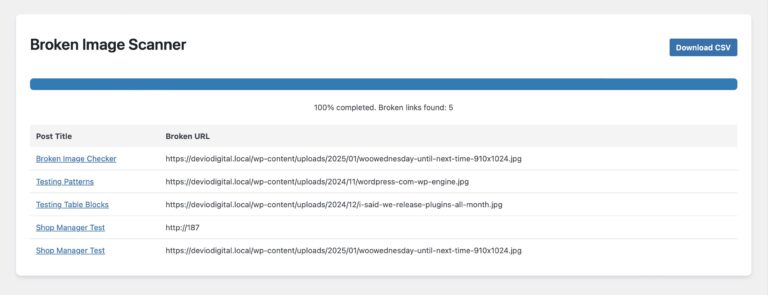 Broken Image Scanner
Download CSV
100% completed. Broken links found: 5
Post Title Broken URL
Broken Image Checker https://deviodigital.local/wp-content/uploads/2025/01/woowednesday-until-next-time-910x1024.jpg
Testing Patterns https://deviodigital.local/wp-content/uploads/2024/11/wordpress-com-wp-engine.jpg
Testing Table Blocks https://deviodigital.local/wp-content/uploads/2024/12/i-said-we-release-plugins-all-month.jpg
Shop Manager Test http://187
Shop Manager Test https://deviodigital.local/wp-content/uploads/2025/01/woowednesday-until-next-time-910x1024.jpg